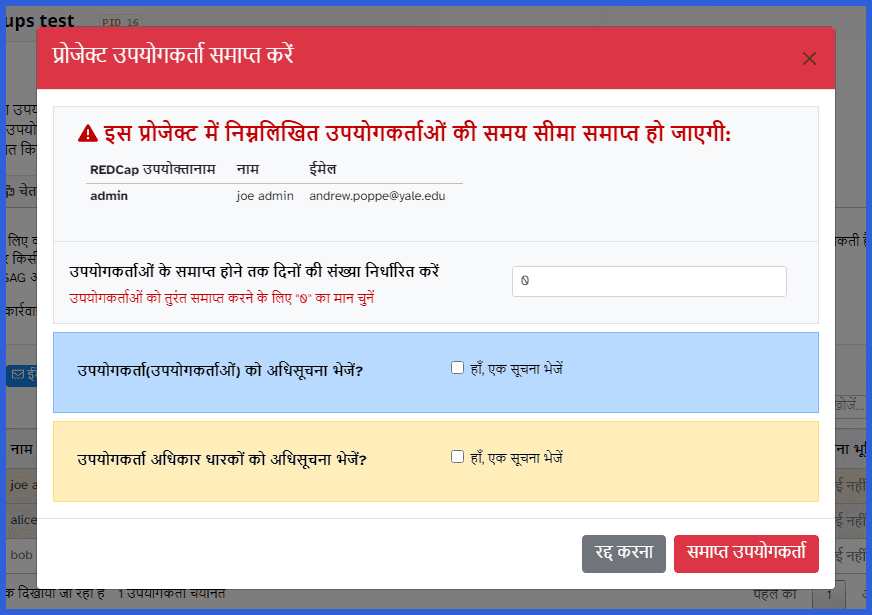 ups test PID 16
प्रोजेक्ट उपयोगकर्ता समाप्त करें
इस प्रोजेक्ट में निम्नलिखित उपयोगकर्ताओं की समय सीमा समाप्त हो जाएगी:
REDCap उपयोक्तानाम नाम ईमेल
admin joe admin andrew.poppe@yale.edu
उपयोगकर्ताओं के समाप्त होने तक दिनों की संख्या निर्धारित करें
0
उपयोगकर्ताओं को तुरंत समाप्त करने के लिए "0" का मान चुनें
उपयोगकर्ता(उपयोगकर्ताओं) को अधिसूचना भेजें? हाँ, एक सूचना भेजें
उपयोगकर्ता अधिकार धारकों को अधिसूचना भेजें? हाँ, एक सूचना भेजें
रद्द करना समाप्त उपयोगकर्ता
नाम
joe
alice
bob
1 उपयोगकर्ता चयनित
1